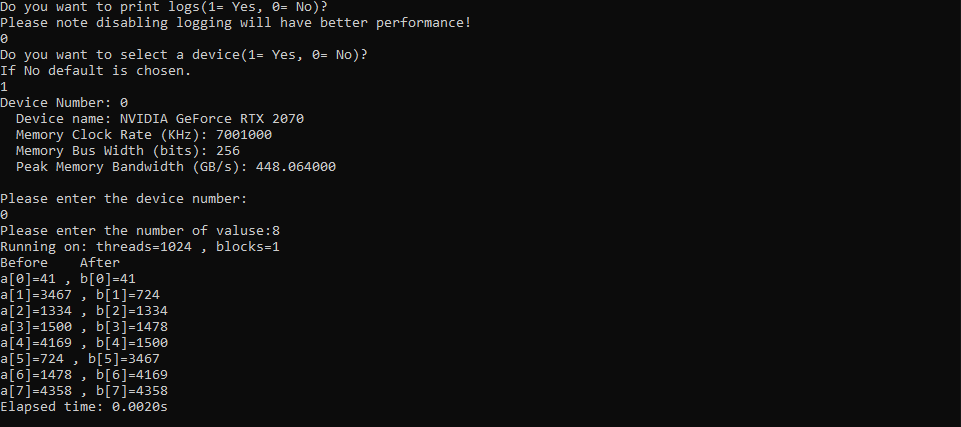 Do you want to print logs(1= Yes, 0= No)?
Please note disabling logging will have better performance!
0
Do you want to select a device(1= Yes, 0= No)?
If No default is chosen.
1
Device Number: 0
  Device name: NVIDIA GeForce RTX 2070
  Memory Clock Rate (KHz): 7001000
  Memory Bus Width (bits): 256
  Peak Memory Bandwidth (GB/s): 448.064000

Please enter the device number:
0
Please enter the number of valuse:8
Running on: threads=1024 , blocks=1
Before    After
a[0]=41 , b[0]=41
a[1]=3467 , b[1]=724
a[2]=1334 , b[2]=1334
a[3]=1500 , b[3]=1478
a[4]=4169 , b[4]=1500
a[5]=724 , b[5]=3467
a[6]=1478 , b[6]=4169
a[7]=4358 , b[7]=4358
Elapsed time: 0.0020s